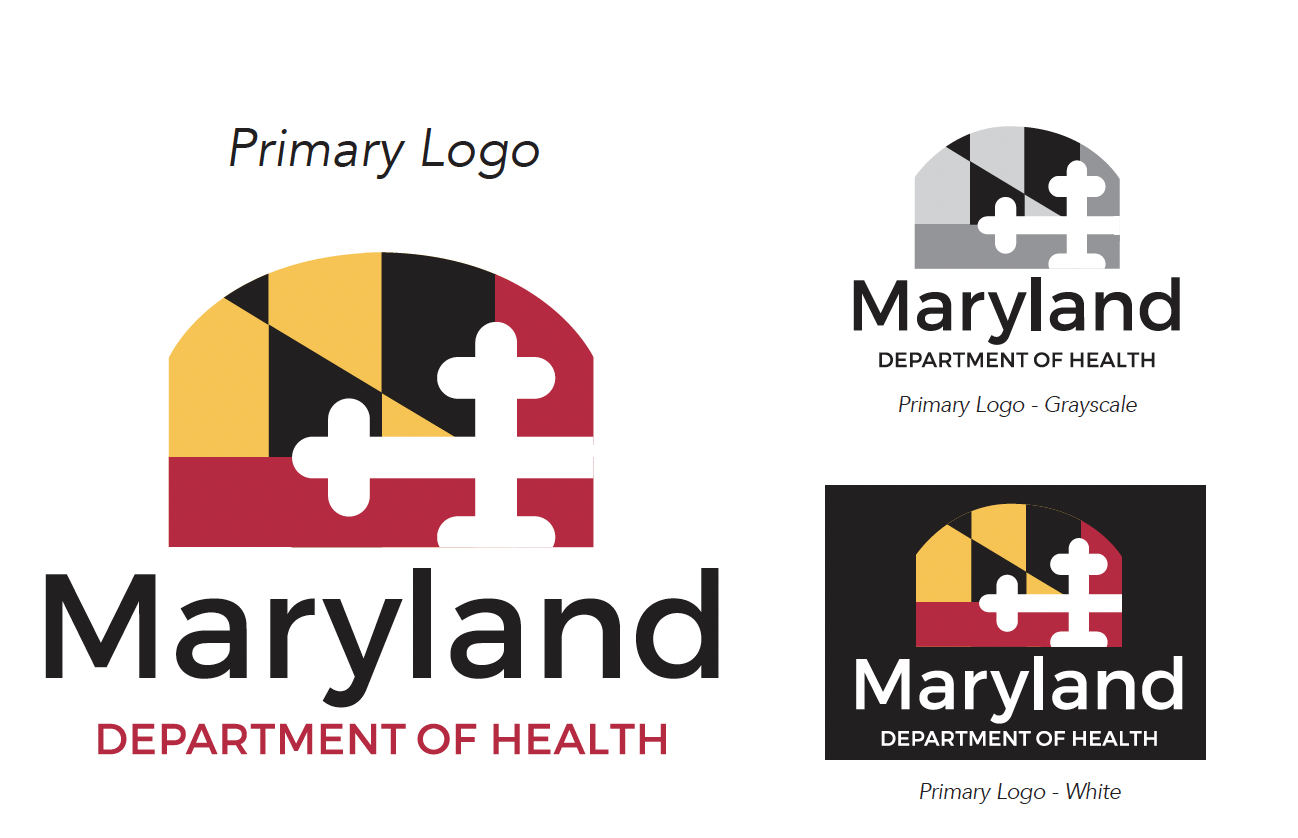 Primary Logo
Maryland
DEPARTMENT OF HEALTH
Maryland
DEPARTMENT OF HEALTH
Primary Logo - Grayscale
Maryland
DEPARTMENT OF HEALTH
Primary Logo - White